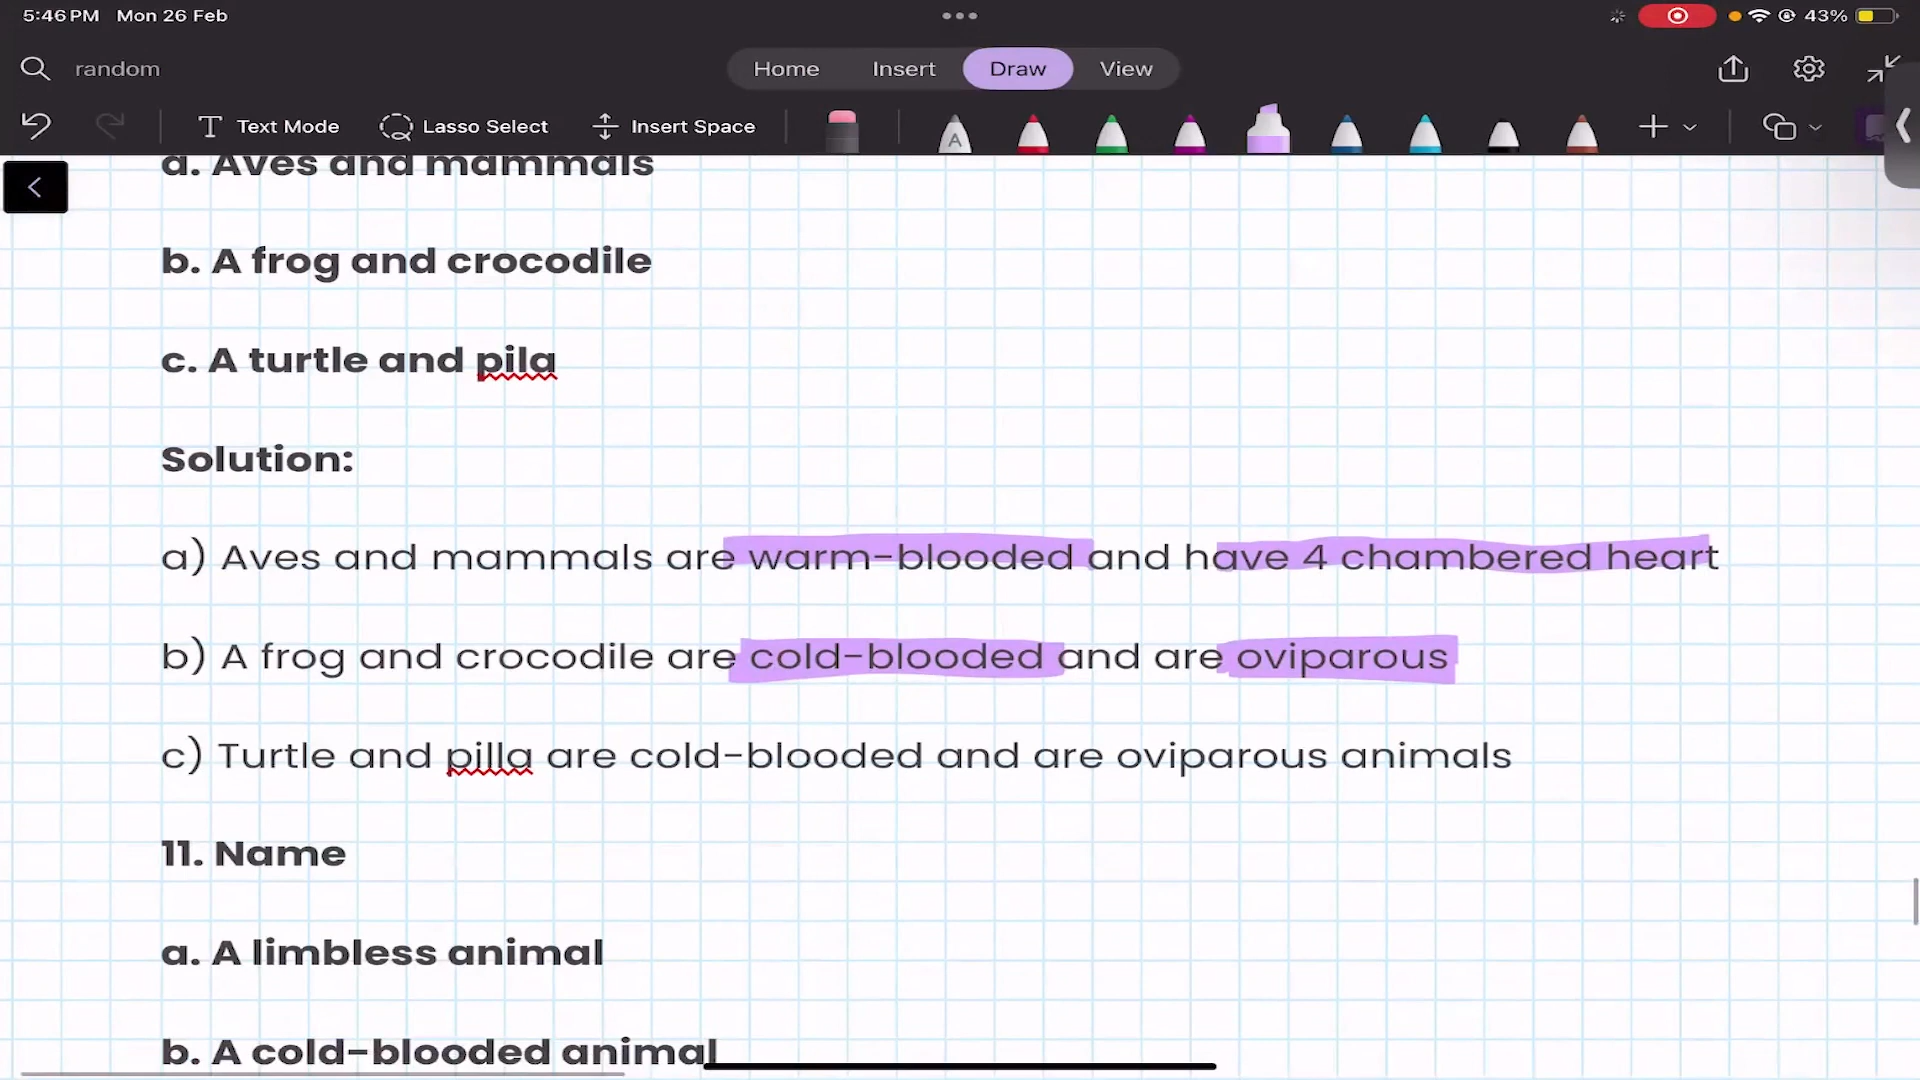 5:46 PM Mon 26 Feb
43%
random
Home Insert Draw View
Text Mode Lasso Select Insert Space
A
a. Aves and mammals
b. A frog and crocodile
c. A turtle and pila
Solution:
a) Aves and mammals are warm-blooded and have 4 chambered heart
b) A frog and crocodile are cold-blooded and are oviparous
c) Turtle and pilla are cold-blooded and are oviparous animals
11. Name
a. A limbless animal
b. A cold-blooded animal